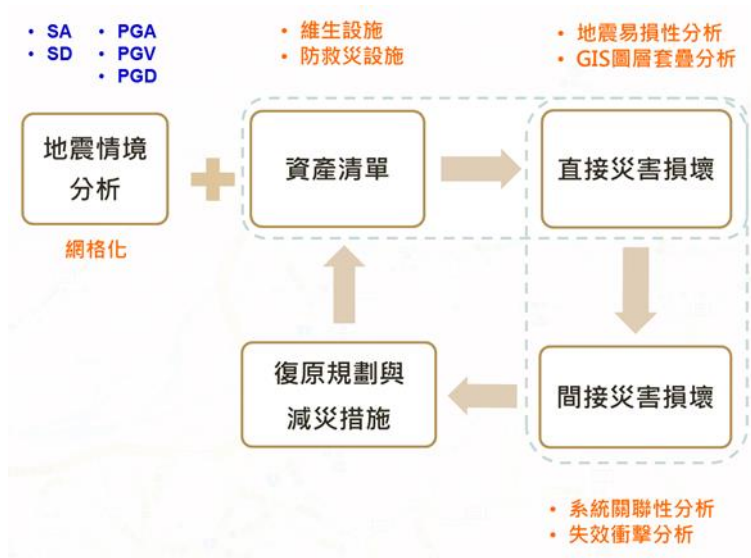 • SA
• SD
• PGA
• PGV
• PGD
• 維生設施
• 防救災設施
• 地震易損性分析
• GIS圖層套疊分析
地震情境
分析
資產清單
直接災害損壞
網格化
復原規劃與
減災措施
間接災害損壞
• 系統關聯性分析
• 失效衝擊分析